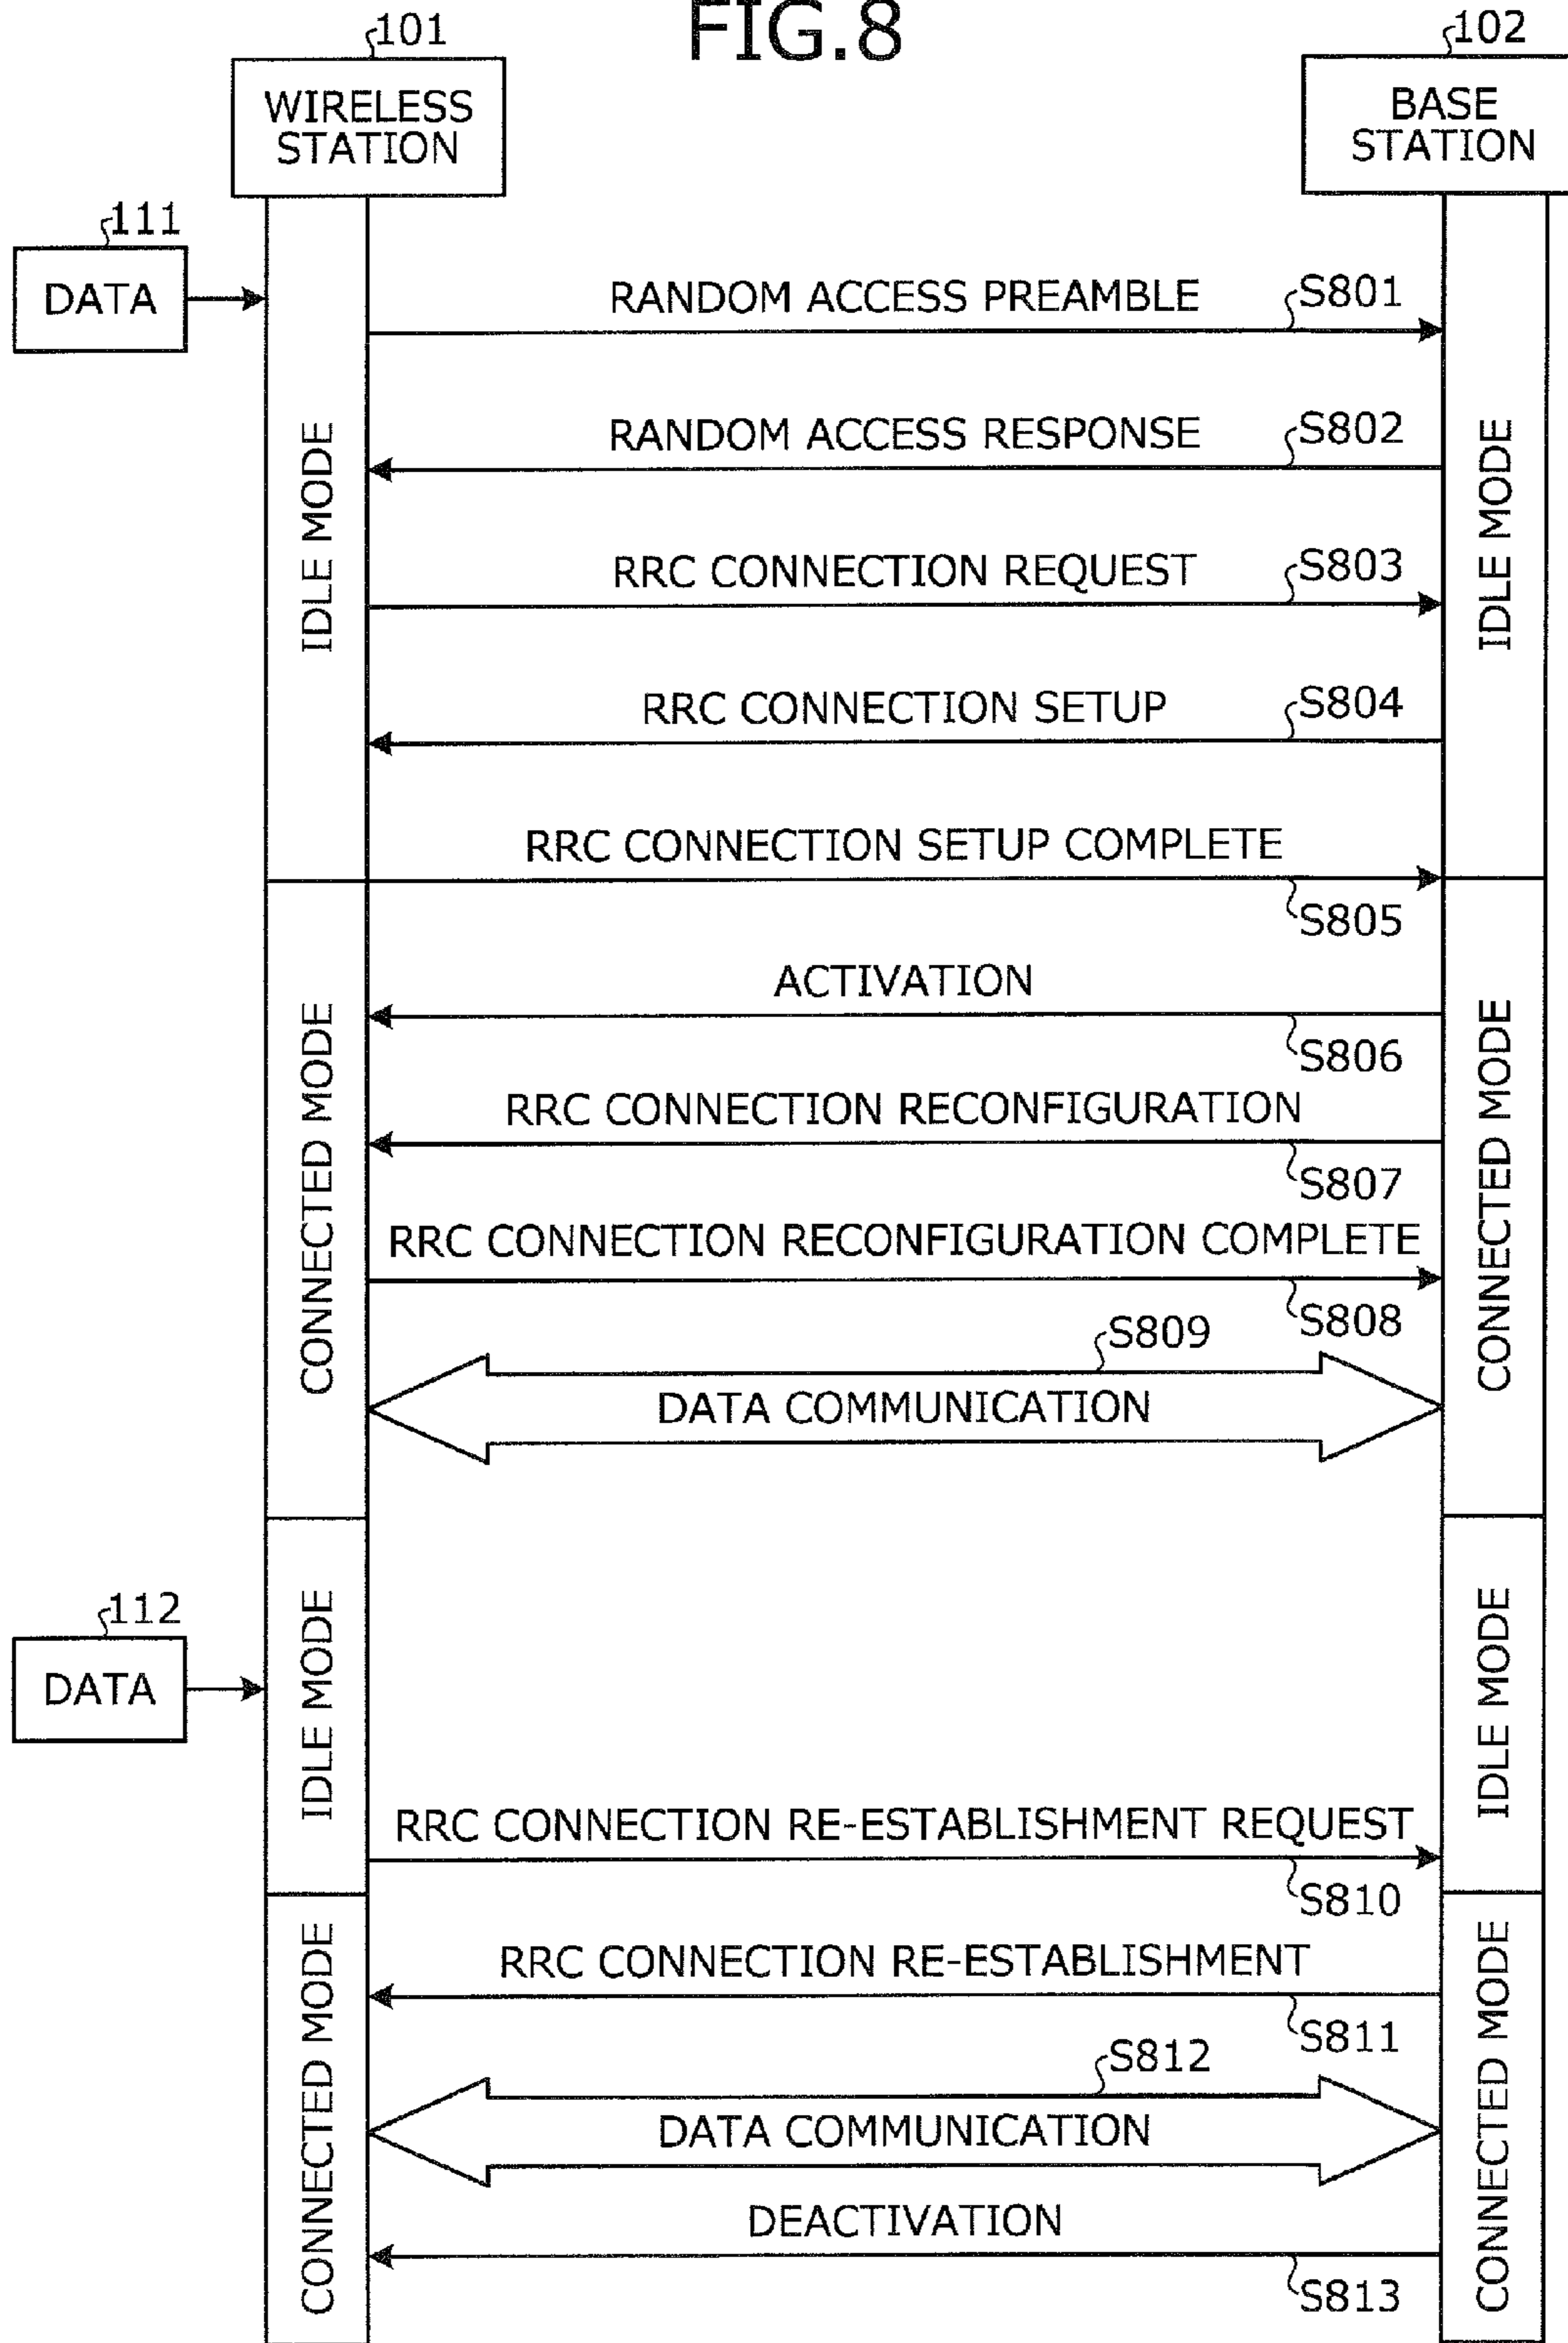 FIG.8
101
102
WIRELESS
STATION
BASE
STATION
111
DATA
RANDOM ACCESS PREAMBLE
S801
RANDOM ACCESS RESPONSE
S802
IDLE MODE
IDLE MODE
RRC CONNECTION REQUEST
S803
RRC CONNECTION SETUP
S804
RRC CONNECTION SETUP COMPLETE
S805
ACTIVATION
S806
CONNECTED MODE
CONNECTED MODE
RRC CONNECTION RECONFIGURATION
S807
RRC CONNECTION RECONFIGURATION COMPLETE
S808
S809
DATA COMMUNICATION
112
DATA
IDLE MODE
IDLE MODE
RRC CONNECTION RE-ESTABLISHMENT REQUEST
S810
RRC CONNECTION RE-ESTABLISHMENT
S811
CONNECTED MODE
CONNECTED MODE
S812
DATA COMMUNICATION
DEACTIVATION
S813